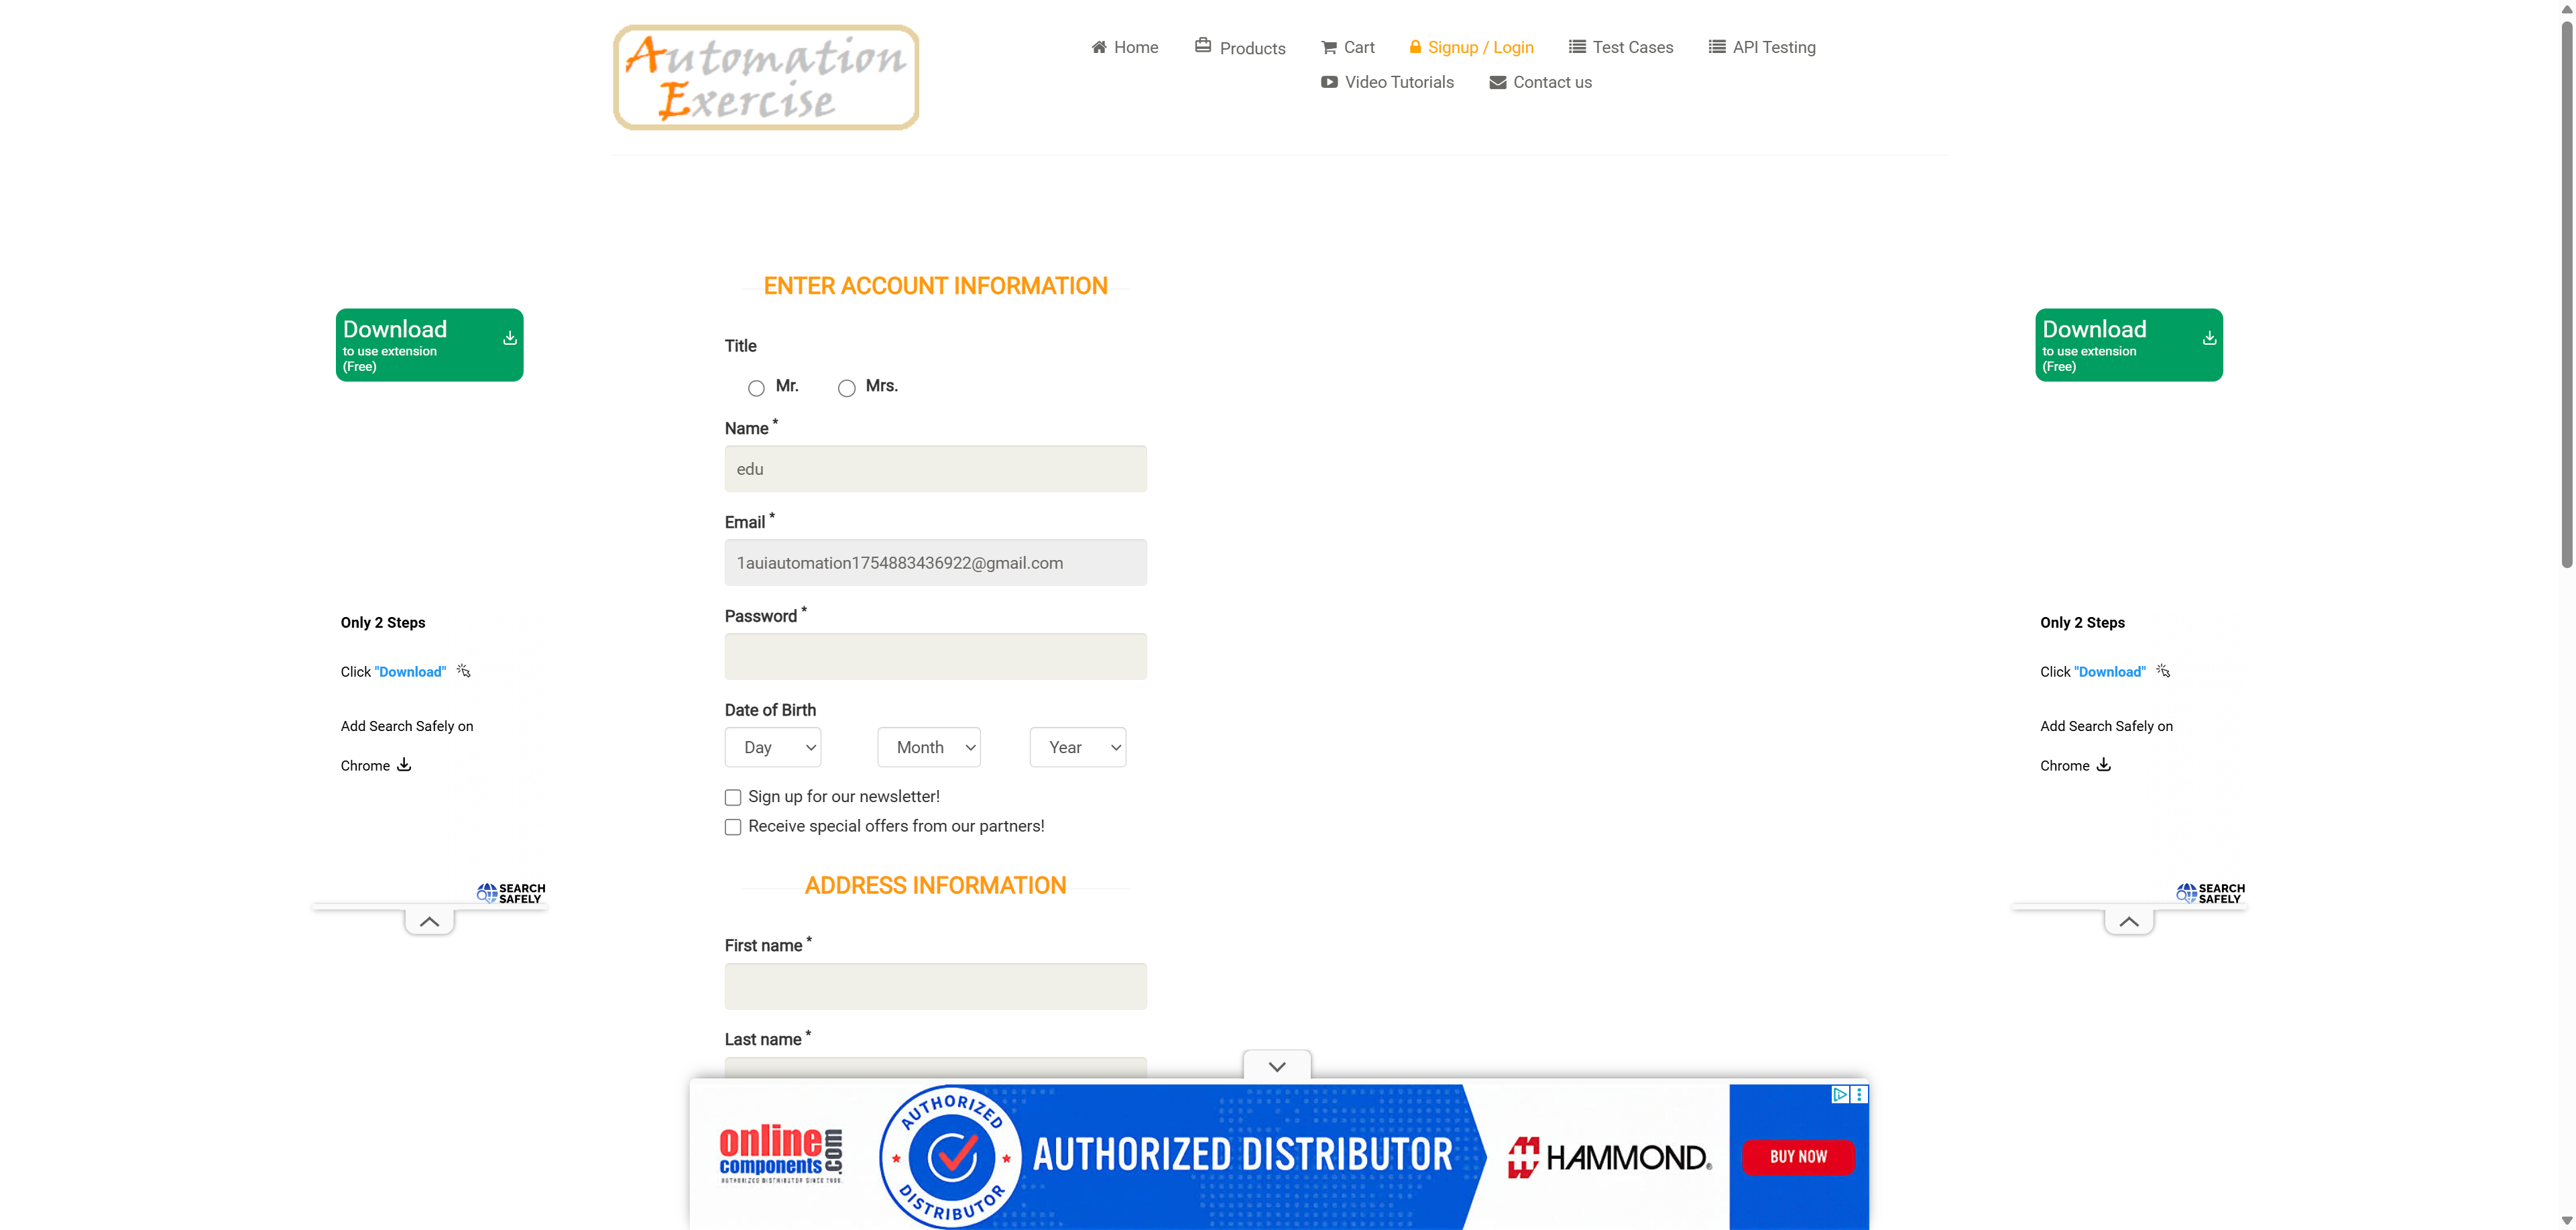 Automation
Exercise
Home
Products
Cart
Signup / Login
Test Cases
API Testing
Video Tutorials
Contact us
ENTER ACCOUNT INFORMATION
Title
Mr.
Mrs.
Name *
edu
Email *
1auiautomation1754883436922@gmail.com
Password *
Date of Birth
Day
Month
Year
Sign up for our newsletter!
Receive special offers from our partners!
ADDRESS INFORMATION
First name *
Last name *
Download
to use extension
(Free)
Only 2 Steps
Click "Download"
Add Search Safely on
Chrome
SEARCH
SAFELY
Download
to use extension
(Free)
Only 2 Steps
Click "Download"
Add Search Safely on
Chrome
SEARCH
SAFELY
online
components
.com
AUTHORIZED DISTRIBUTOR SINCE 1986.
AUTHORIZED
DISTRIBUTOR
AUTHORIZED DISTRIBUTOR
HAMMOND®
BUY NOW